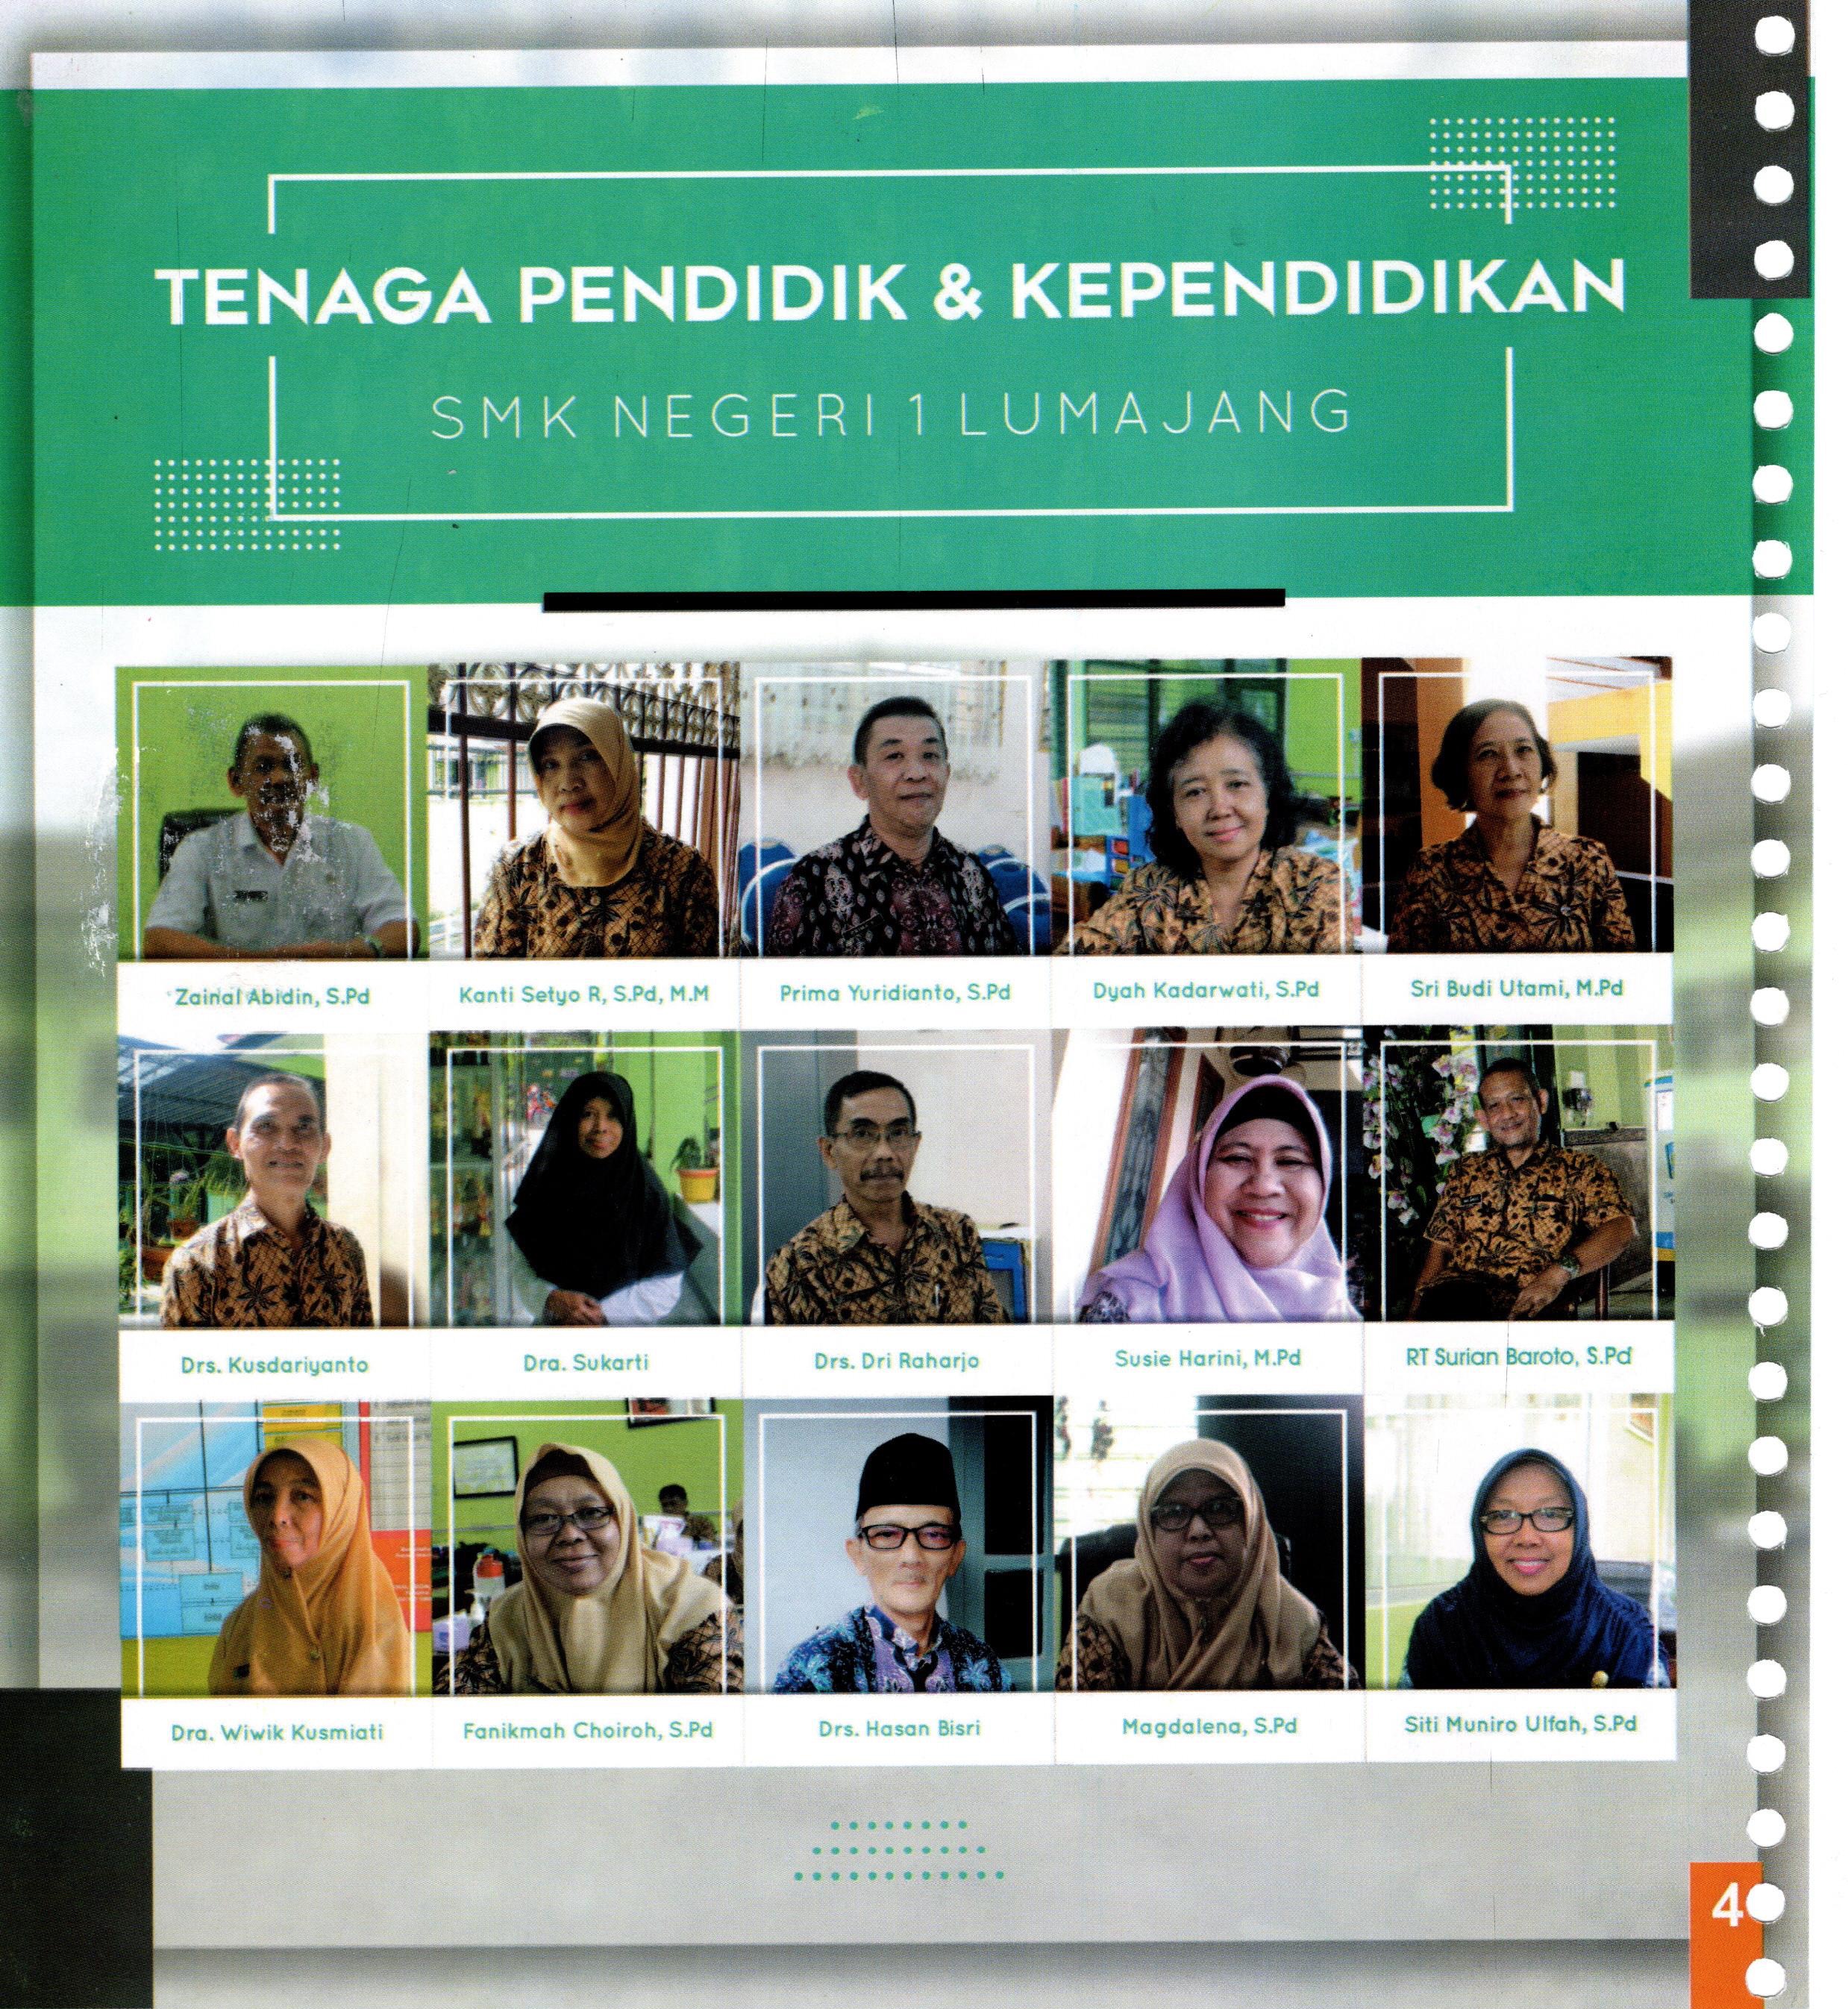 TENAGA PENDIDIK & KEPENDIDIKAN
SMK NEGERI 1 LUMAJANG
Zainal Abidin, S.Pd
Kanti Setyo R, S.Pd, M.M
Prima Yuridianto, S.Pd
Dyah Kadarwati, S.Pd
Sri Budi Utami, M.Pd
Drs. Kusdariyanto
Dra. Sukarti
Drs. Dri Raharjo
Susie Harini, M.Pd
RT Surian Baroto, S.Pd
Dra. Wiwik Kusmiati
Fanikmah Choiroh, S.Pd
Drs. Hasan Bisri
Magdalena, S.Pd
Siti Muniro Ulfah, S.Pd
4